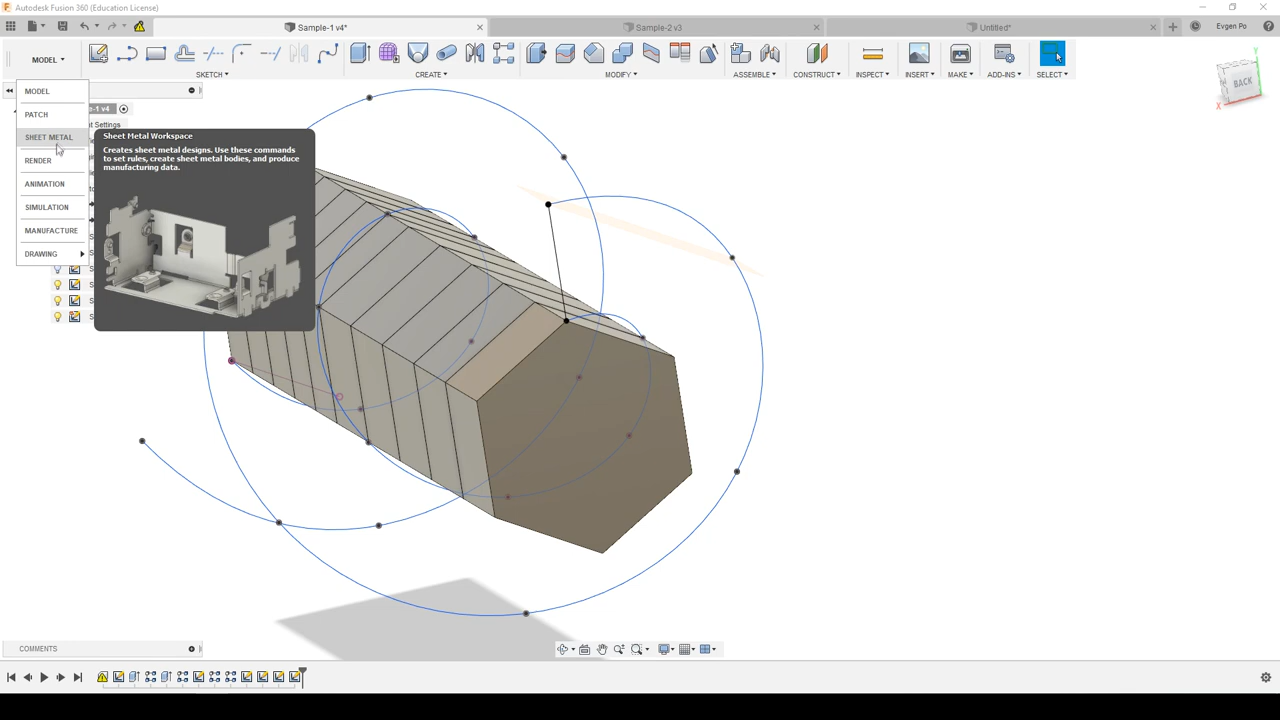 Autodesk Fusion 360 (Education License)
Sample-1 v4*
Sample-2 v3
Untitled*
Evgen Po
MODEL
SKETCH
CREATE
MODIFY
ASSEMBLE
CONSTRUCT
INSPECT
INSERT
MAKE
ADD-INS
SELECT
BACK
X
MODEL
PATCH
SHEET METAL
RENDER
ANIMATION
SIMULATION
MANUFACTURE
DRAWING
Sheet Metal Workspace
Creates sheet metal designs. Use these commands
to set rules, create sheet metal bodies, and produce
manufacturing data.
COMMENTS